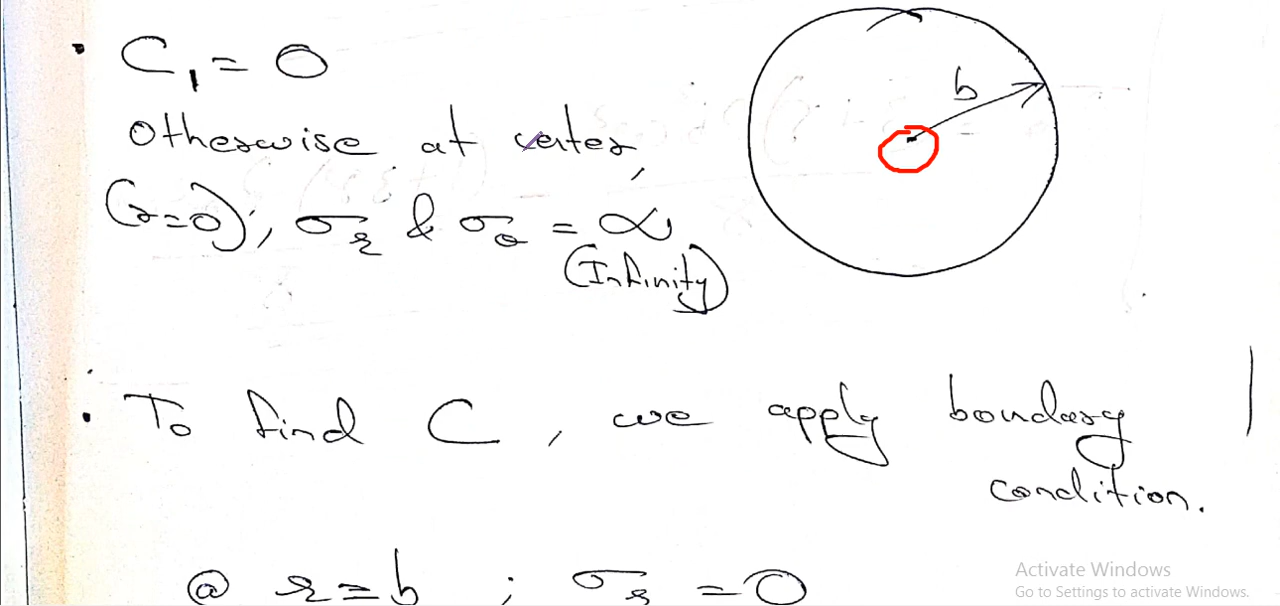 • C₁ = 0
b
otherwise at center,
(r=0); σᵣ & σ_θ = ∞
(Infinity)
• To find C, we apply boundary
condition.
@ r = b ; σᵣ = 0
Activate Windows
Go to Settings to activate Windows.